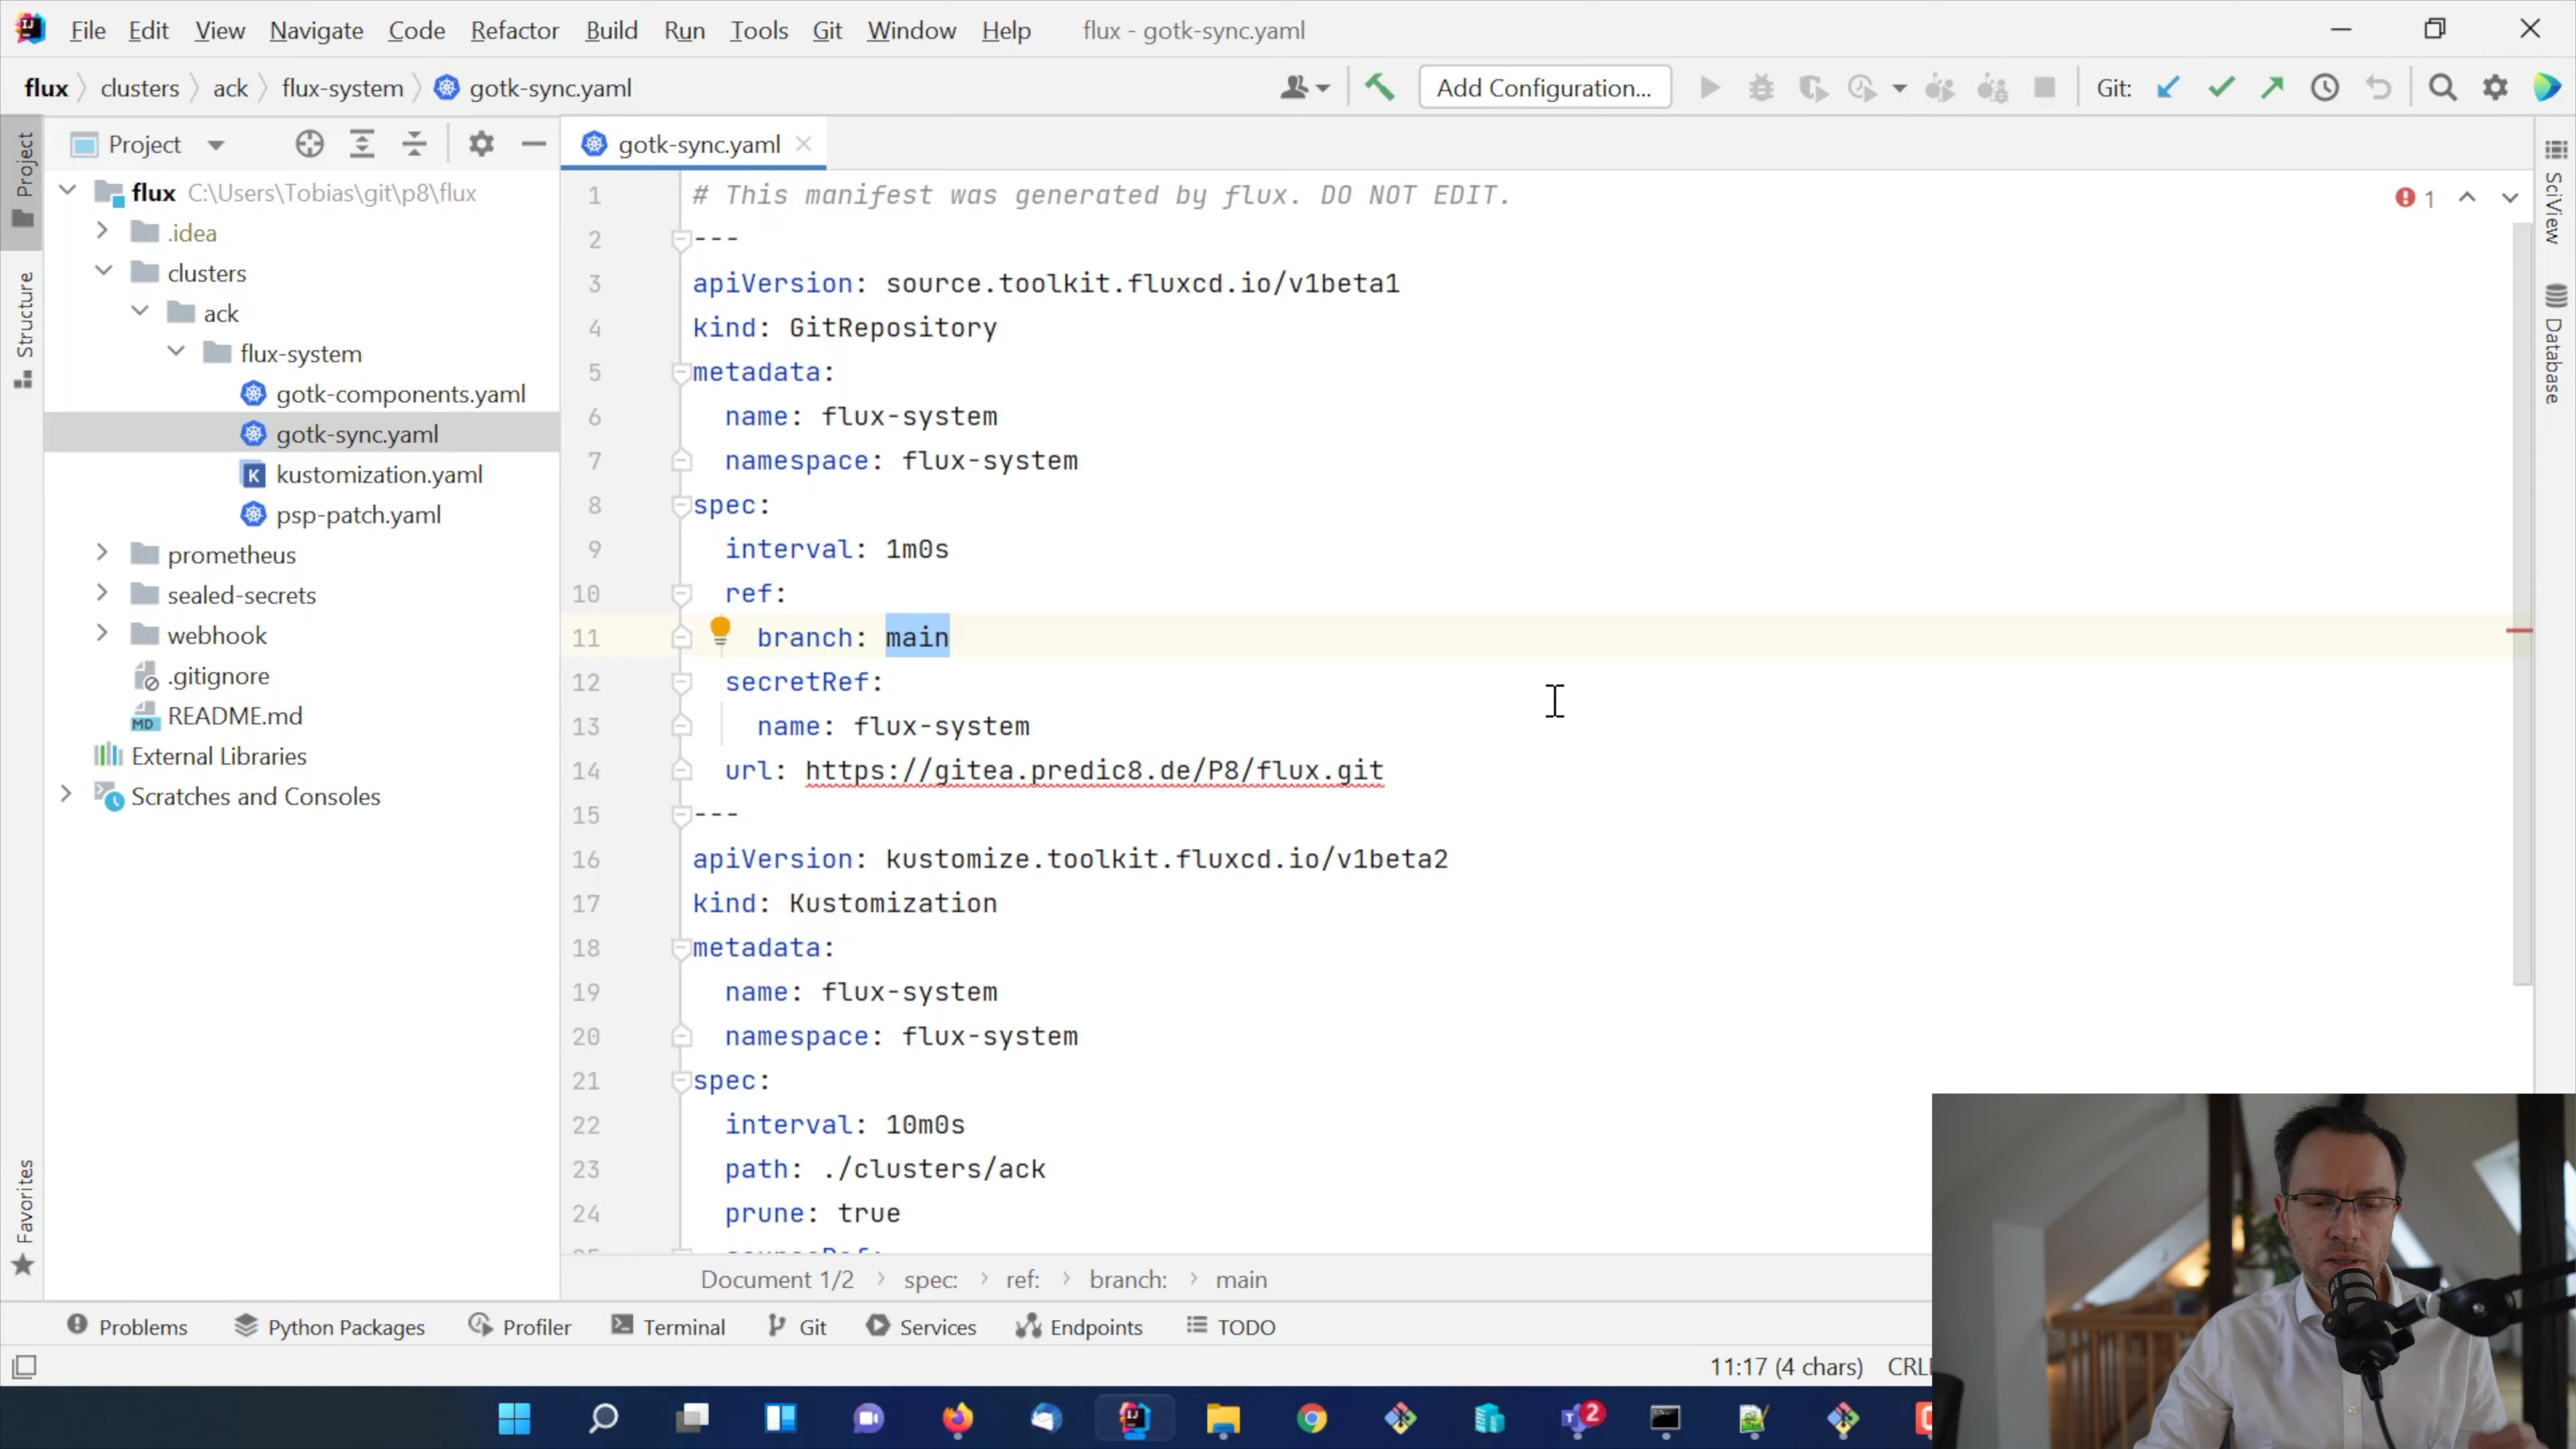 File Edit View Navigate Code Refactor Build Run Tools Git Window Help flux - gotk-sync.yaml
flux clusters ack flux-system gotk-sync.yaml Add Configuration... Git:
Project
Structure
Favorites
Project
flux C:\Users\Tobias\git\p8\flux
.idea
clusters
ack
flux-system
gotk-components.yaml
gotk-sync.yaml
kustomization.yaml
psp-patch.yaml
prometheus
sealed-secrets
webhook
.gitignore
README.md
External Libraries
Scratches and Consoles
gotk-sync.yaml
1 # This manifest was generated by flux. DO NOT EDIT.
2 ---
3 apiVersion: source.toolkit.fluxcd.io/v1beta1
4 kind: GitRepository
5 metadata:
6 name: flux-system
7 namespace: flux-system
8 spec:
9 interval: 1m0s
10 ref:
11 branch: main
12 secretRef:
13 name: flux-system
14 url: https://gitea.predic8.de/P8/flux.git
15 ---
16 apiVersion: kustomize.toolkit.fluxcd.io/v1beta2
17 kind: Kustomization
18 metadata:
19 name: flux-system
20 namespace: flux-system
21 spec:
22 interval: 10m0s
23 path: ./clusters/ack
24 prune: true
1
SciView
Database
Document 1/2 spec: ref: branch: main
Problems Python Packages Profiler Terminal Git Services Endpoints TODO
11:17 (4 chars)
2